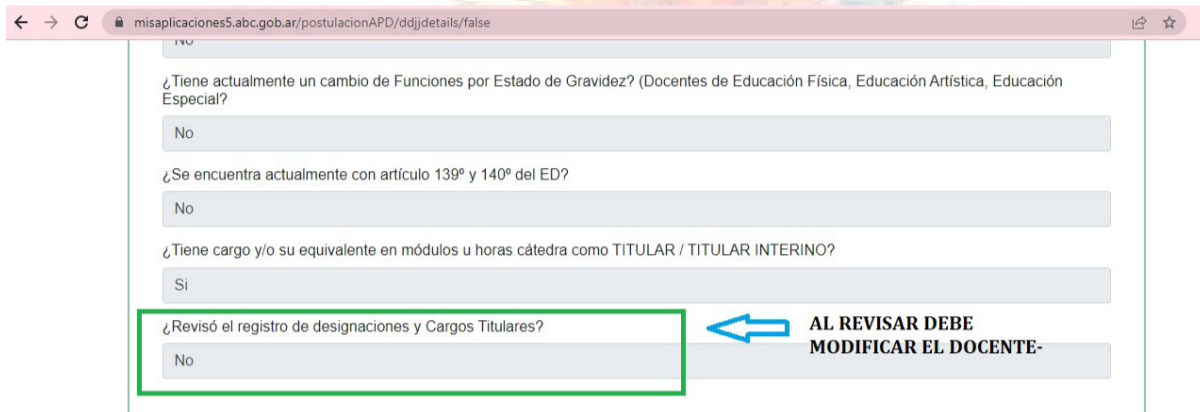 misaplicaciones5.abc.gob.ar/postulacionAPD/ddjjdetails/false
No
¿Tiene actualmente un cambio de Funciones por Estado de Gravidez? (Docentes de Educación Física, Educación Artística, Educación
Especial?
No
¿Se encuentra actualmente con artículo 139º y 140º del ED?
No
¿Tiene cargo y/o su equivalente en módulos u horas cátedra como TITULAR / TITULAR INTERINO?
Si
¿Revisó el registro de designaciones y Cargos Titulares?
No
AL REVISAR DEBE
MODIFICAR EL DOCENTE-